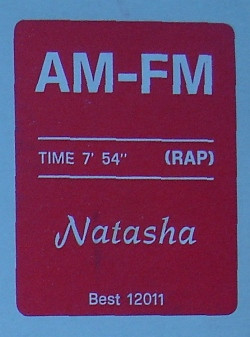 AM-FM
TIME 7' 54" (RAP)
Natasha
Best 12011